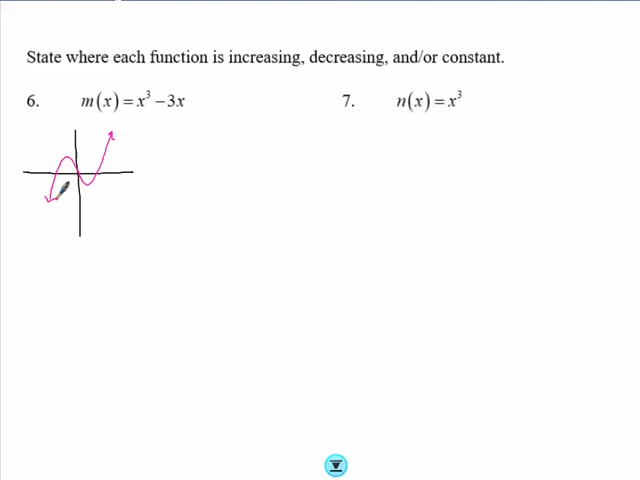 State where each function is increasing, decreasing, and/or constant.
6. m(x) = x³ − 3x 7. n(x) = x³